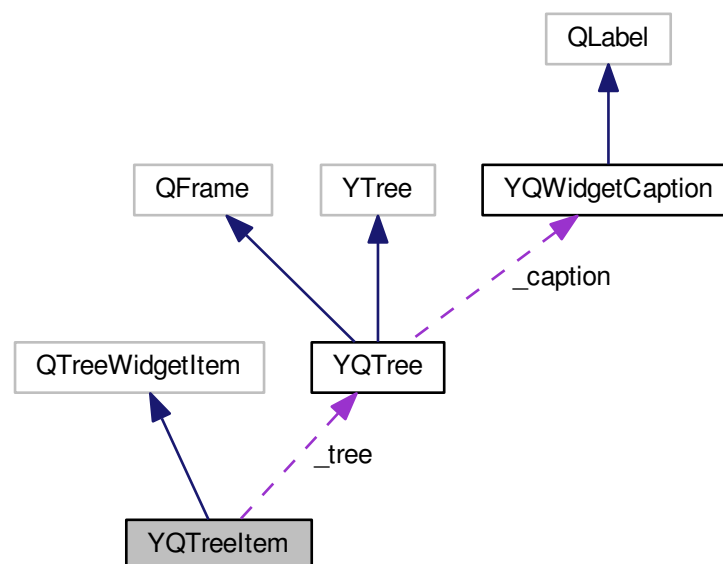 QLabel
QFrame
YTree
YQWidgetCaption
_caption
QTreeWidgetItem
YQTree
_tree
YQTreeItem